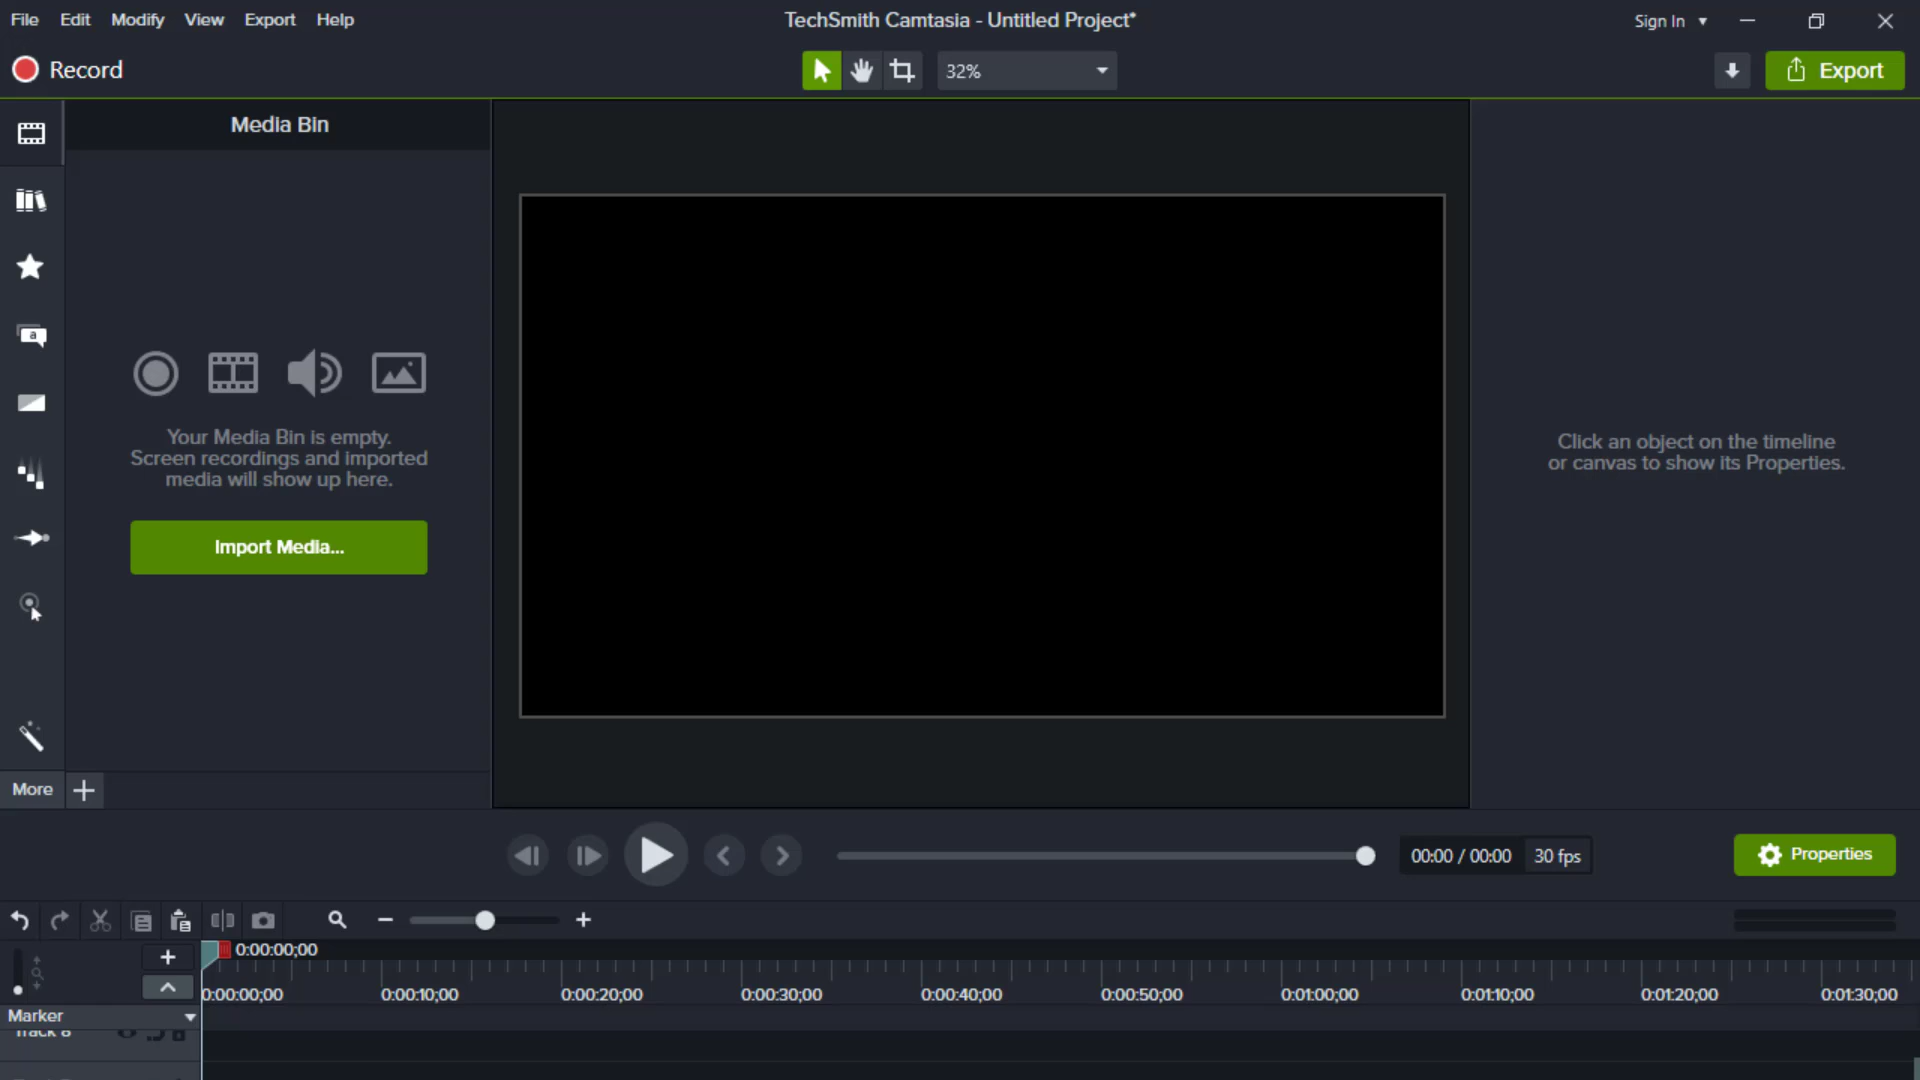 File Edit Modify View Export Help
TechSmith Camtasia - Untitled Project*
Sign In
Record
32%
Export
Media Bin
a
Your Media Bin is empty.
Screen recordings and imported
media will show up here.
Import Media...
Click an object on the timeline
or canvas to show its Properties.
More
00:00 / 00:00 30 fps
Properties
0:00:00;00
0:00:00;00 0:00:10;00 0:00:20;00 0:00:30;00 0:00:40;00 0:00:50;00 0:01:00;00 0:01:10;00 0:01:20;00 0:01:30;00
Marker
Track 8